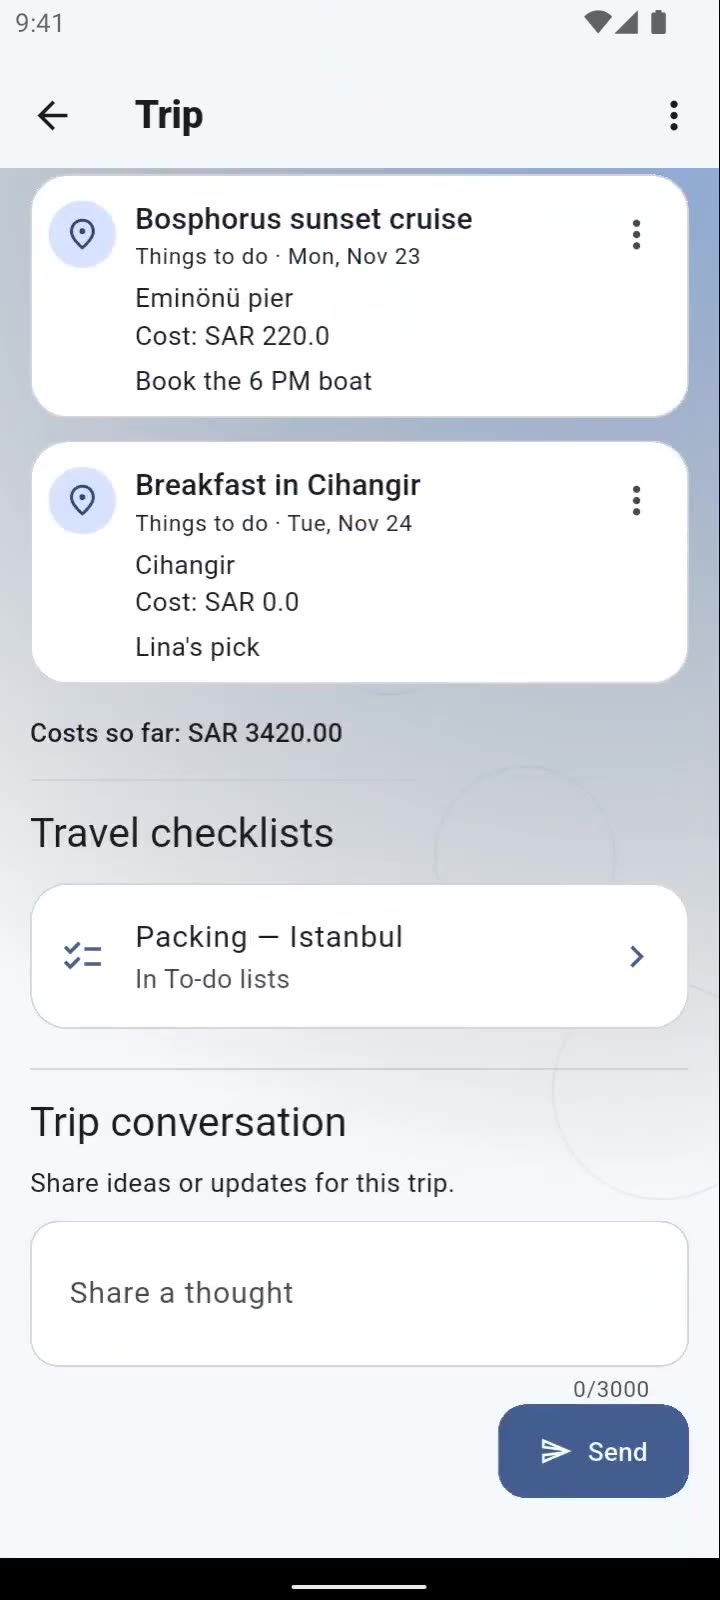 9:41
Trip
Bosphorus sunset cruise
Things to do · Mon, Nov 23
Eminönü pier
Cost: SAR 220.0
Book the 6 PM boat
Breakfast in Cihangir
Things to do · Tue, Nov 24
Cihangir
Cost: SAR 0.0
Lina's pick
Costs so far: SAR 3420.00
Travel checklists
Packing — Istanbul
In To-do lists
Trip conversation
Share ideas or updates for this trip.
Share a thought
0/3000
Send